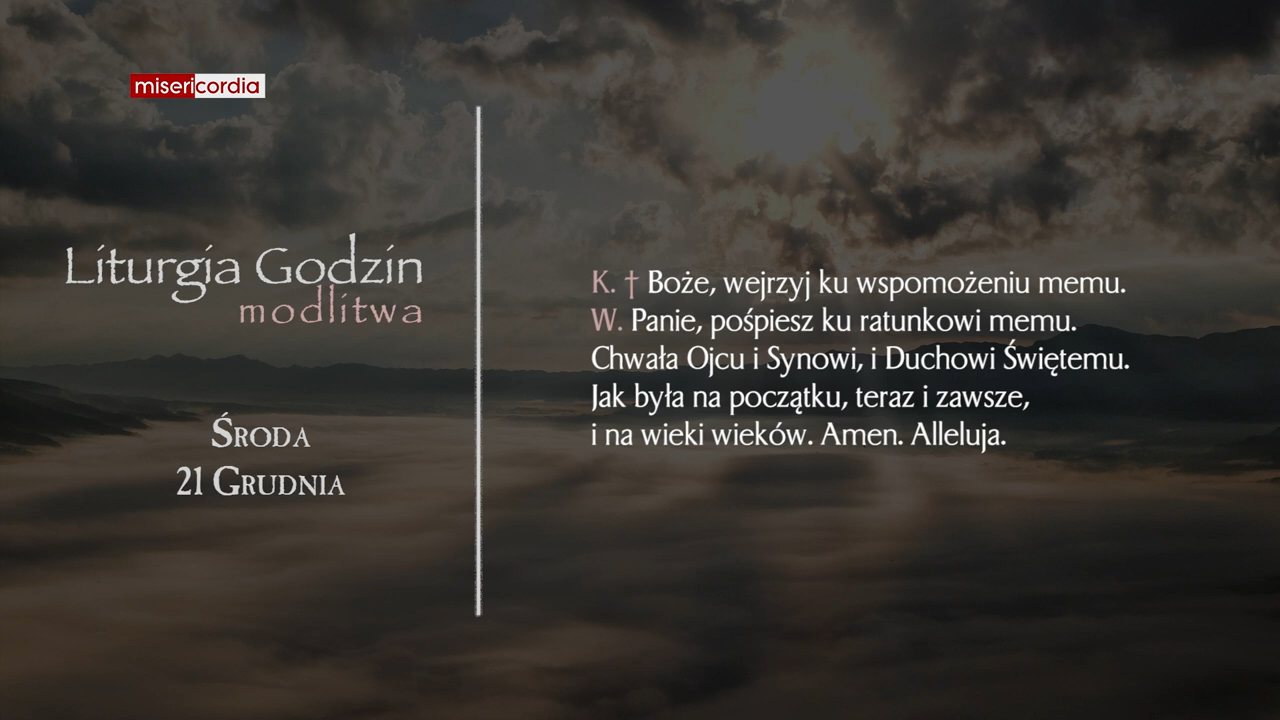 misericordia
Liturgia Godzin
modlitwa
Środa
21 Grudnia
K. † Boże, wejrzyj ku wspomożeniu memu.
W. Panie, pośpiesz ku ratunkowi memu.
Chwała Ojcu i Synowi, i Duchowi Świętemu.
Jak była na początku, teraz i zawsze,
i na wieki wieków. Amen. Alleluja.